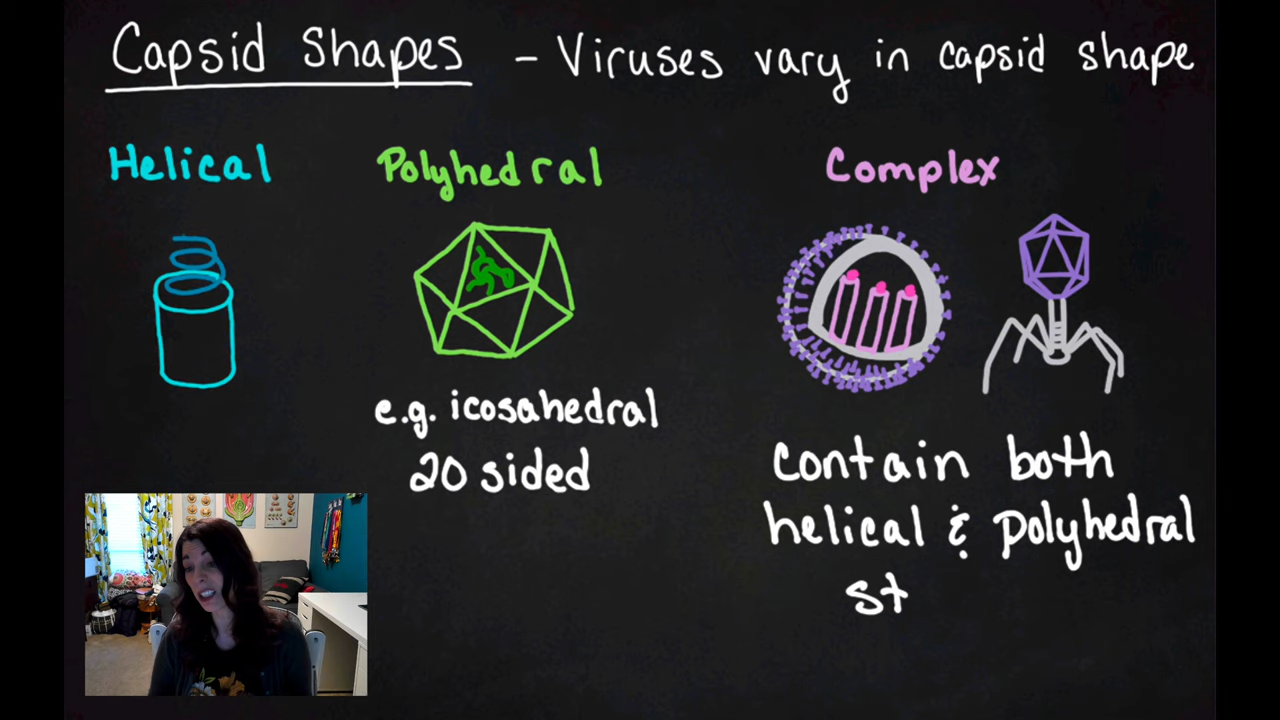 Capsid Shapes - Viruses vary in capsid shape
Helical
Polyhedral
Complex
e.g. icosahedral
20 sided
contain both
helical & polyhedral
st